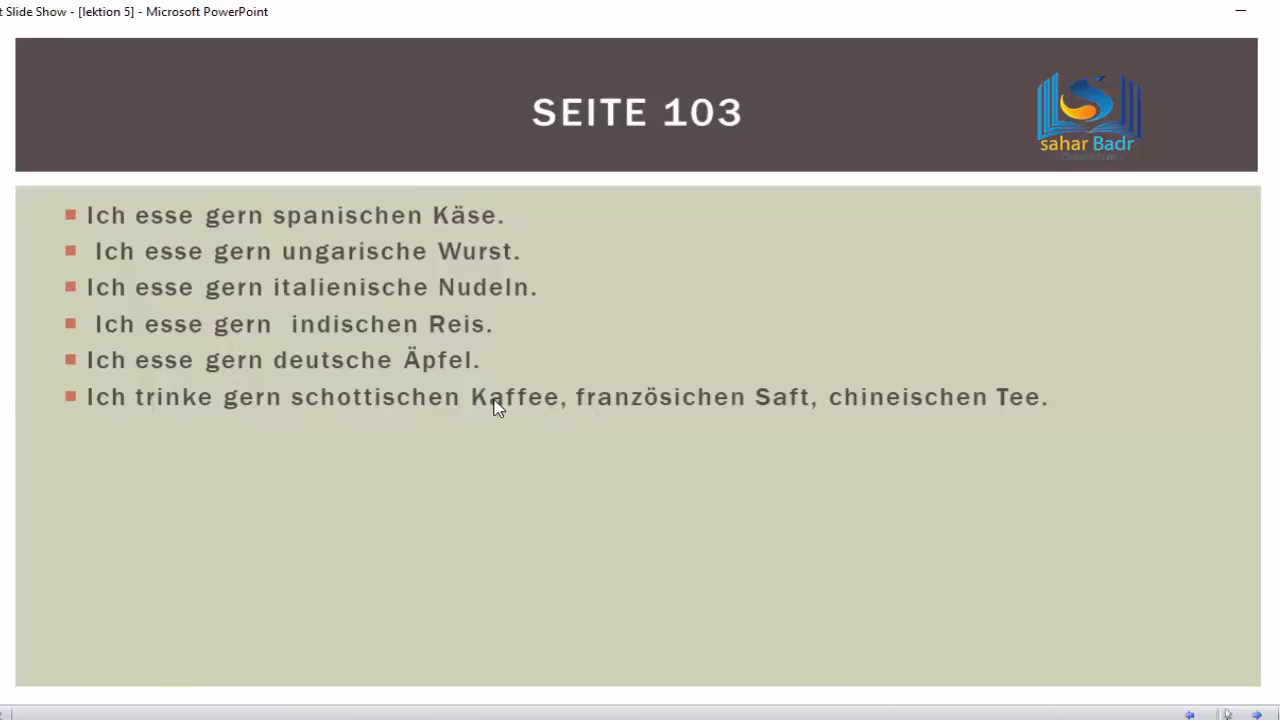 t Slide Show - [lektion 5] - Microsoft PowerPoint
SEITE 103
sahar Badr
Ich esse gern spanischen Käse.
Ich esse gern ungarische Wurst.
Ich esse gern italienische Nudeln.
Ich esse gern indischen Reis.
Ich esse gern deutsche Äpfel.
Ich trinke gern schottischen Kaffee, französichen Saft, chineischen Tee.